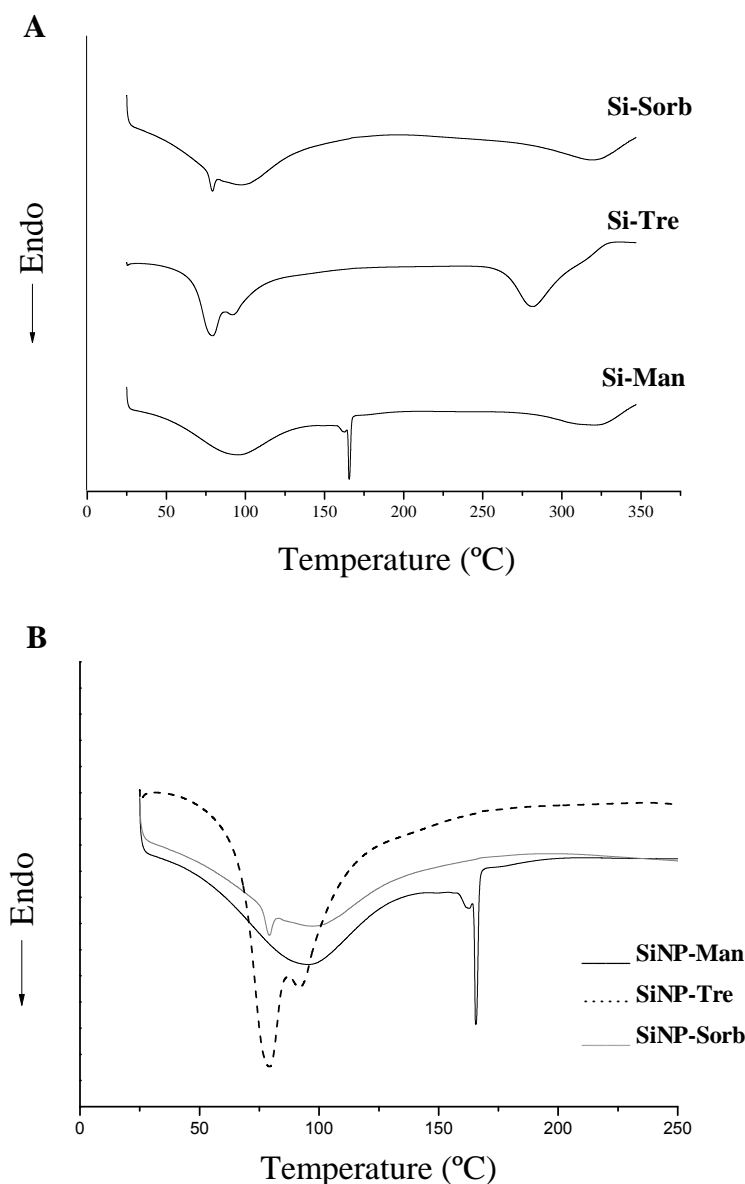 A
Si-Sorb
Si-Tre
Endo
Si-Man
0 50 100 150 200 250 300 350
Temperature (ºC)
B
Endo
SiNP-Man
SiNP-Tre
SiNP-Sorb
0 50 100 150 200 250
Temperature (ºC)